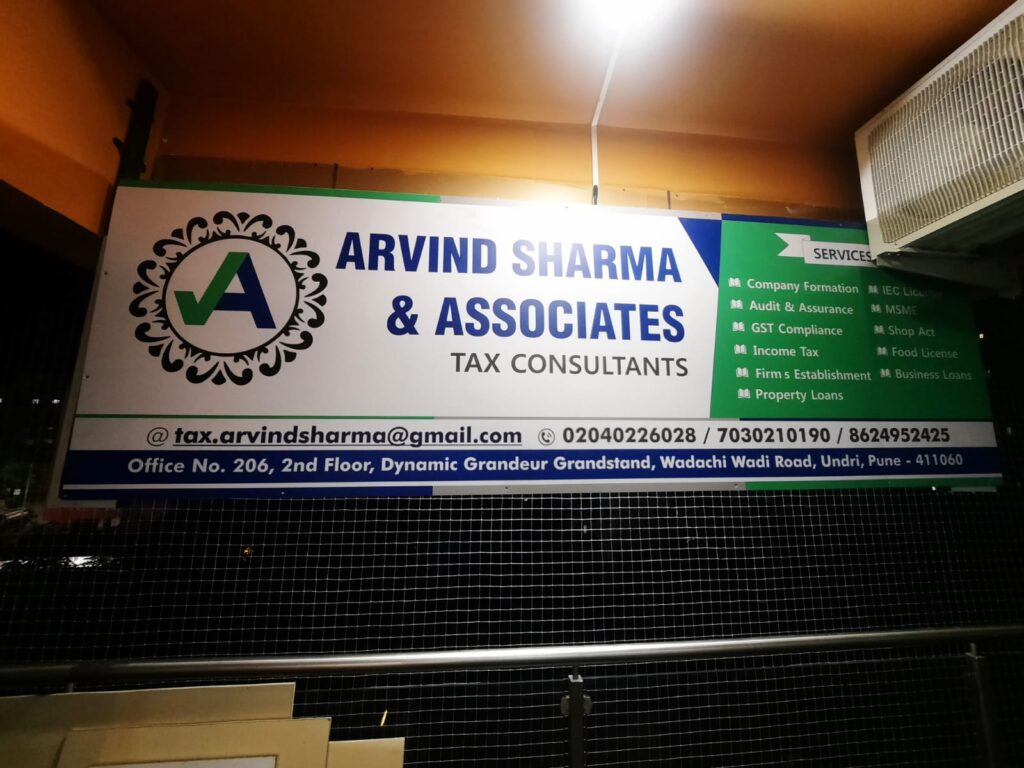 ARVIND SHARMA
& ASSOCIATES
TAX CONSULTANTS
SERVICES
Company Formation
Audit & Assurance
GST Compliance
Income Tax
Firm s Establishment
Property Loans
IEC License
MSME
Shop Act
Food License
Business Loans
@ tax.arvindsharma@gmail.com 02040226028 / 7030210190 / 8624952425
Office No. 206, 2nd Floor, Dynamic Grandeur Grandstand, Wadachi Wadi Road, Undri, Pune - 411060